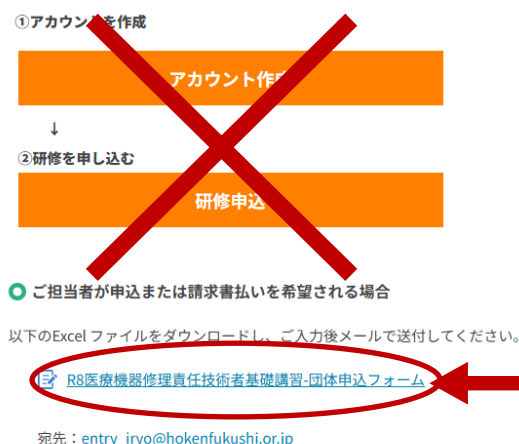 ①アカウントを作成
アカウント作成
↓
②研修を申し込む
研修申込
ご担当者が申込または請求書払いを希望される場合
以下のExcel ファイルをダウンロードし、ご入力後メールで送付してください。
R8医療機器修理責任技術者基礎講習-団体申込フォーム
宛先：entry_iryo@hokenfukushi.or.jp